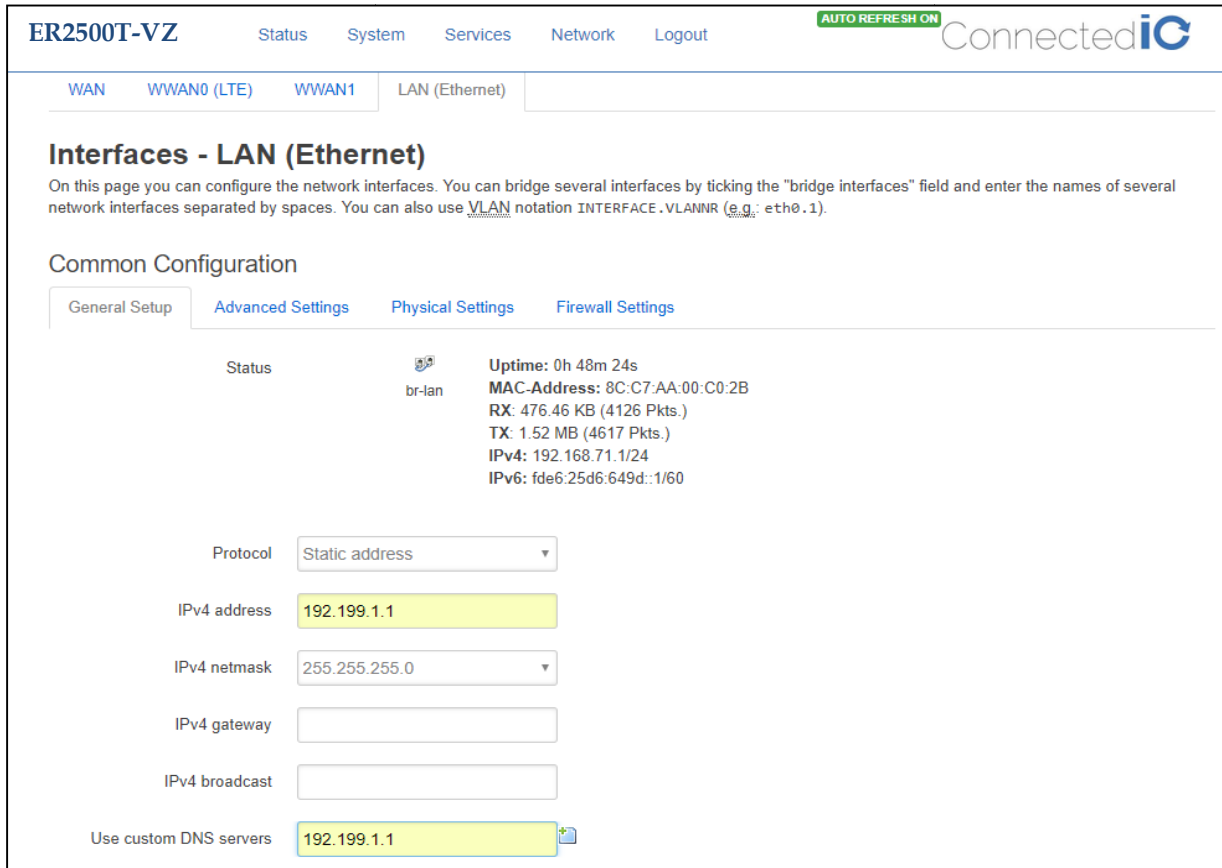 ER2500T-VZ Status System Services Network Logout AUTO REFRESH ON ConnectediO
WAN WWAN0 (LTE) WWAN1 LAN (Ethernet)
Interfaces - LAN (Ethernet)
On this page you can configure the network interfaces. You can bridge several interfaces by ticking the "bridge interfaces" field and enter the names of several
network interfaces separated by spaces. You can also use VLAN notation INTERFACE.VLANNR (e.g.: eth0.1).
Common Configuration
General Setup Advanced Settings Physical Settings Firewall Settings
Status
br-lan
Uptime: 0h 48m 24s
MAC-Address: 8C:C7:AA:00:C0:2B
RX: 476.46 KB (4126 Pkts.)
TX: 1.52 MB (4617 Pkts.)
IPv4: 192.168.71.1/24
IPv6: fde6:25d6:649d::1/60
Protocol Static address
IPv4 address 192.199.1.1
IPv4 netmask 255.255.255.0
IPv4 gateway
IPv4 broadcast
Use custom DNS servers 192.199.1.1